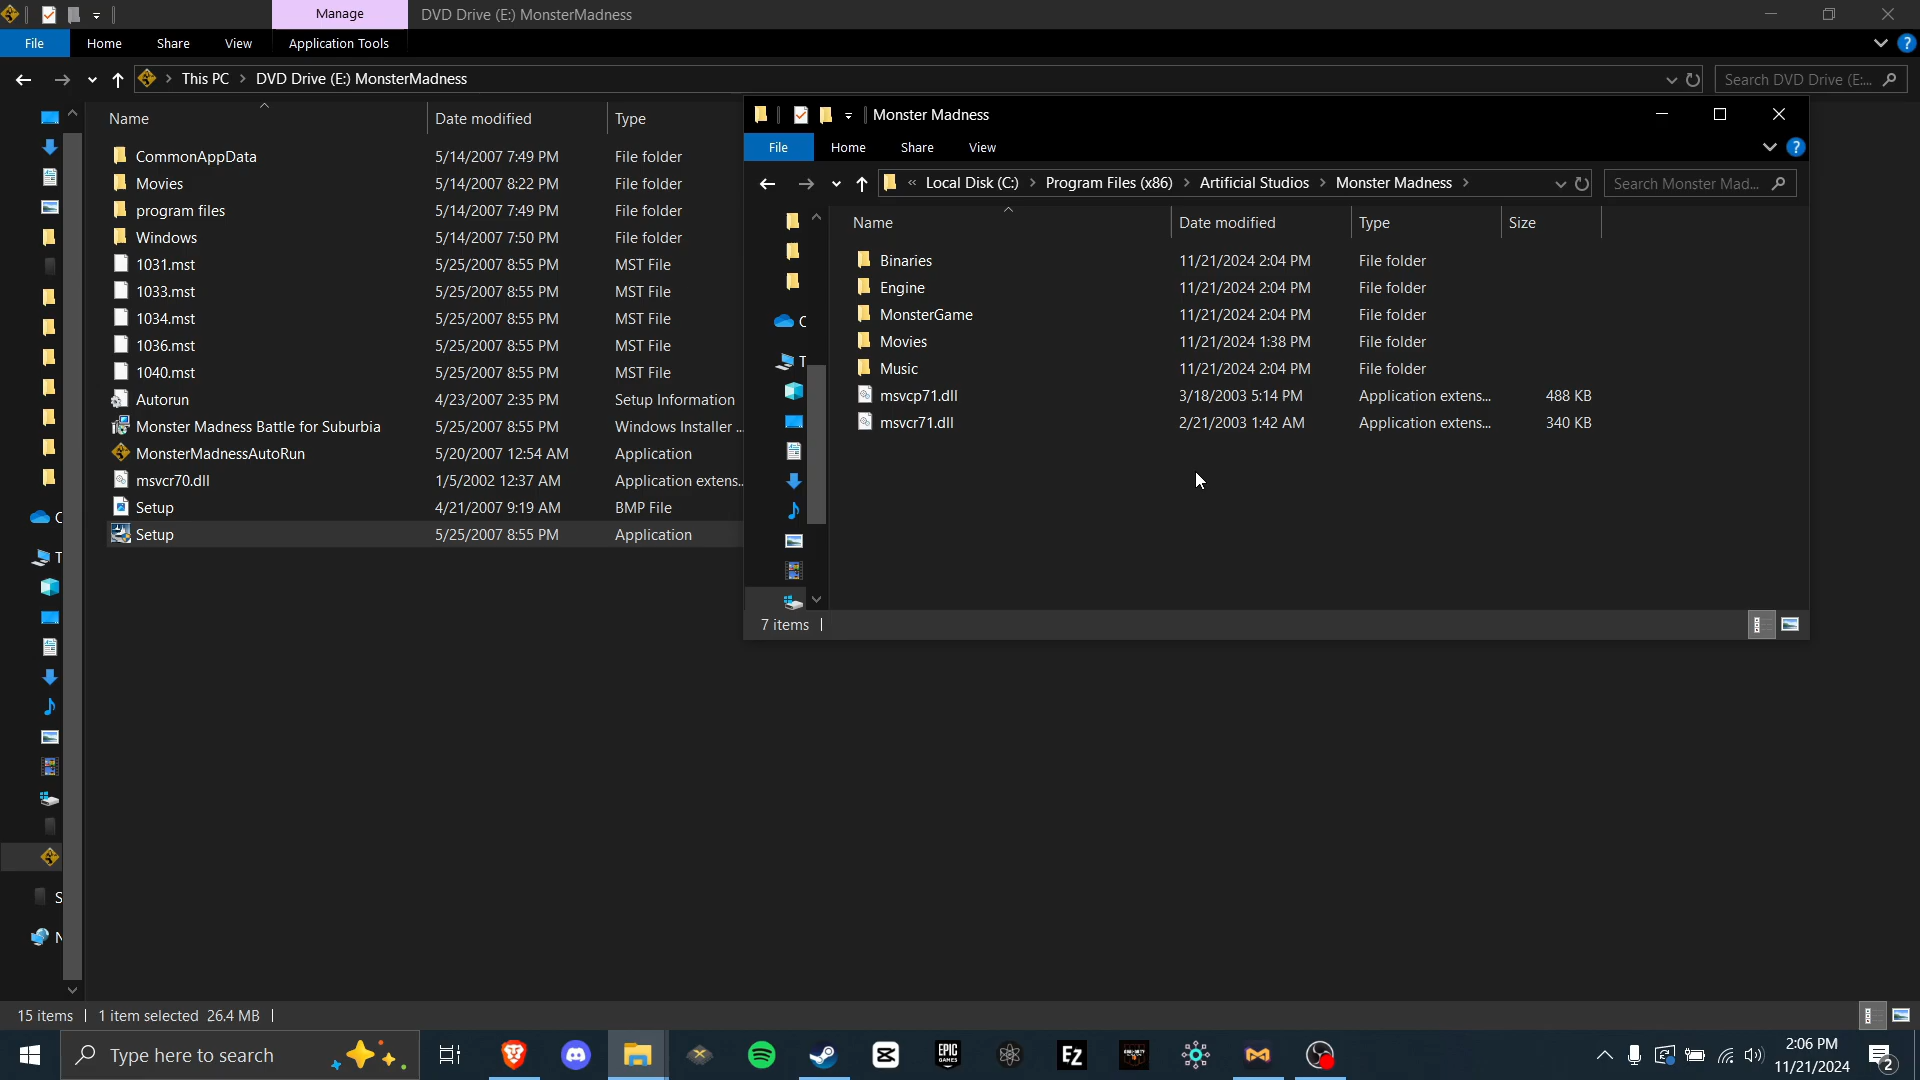 Manage
DVD Drive (E:) MonsterMadness
File
Home
Share
View
Application Tools
This PC
DVD Drive (E:) MonsterMadness
Search DVD Drive (E:...
Name
Date modified
Type
CommonAppData
5/14/2007 7:49 PM
File folder
Movies
5/14/2007 8:22 PM
File folder
program files
5/14/2007 7:49 PM
File folder
Windows
5/14/2007 7:50 PM
File folder
1031.mst
5/25/2007 8:55 PM
MST File
1033.mst
5/25/2007 8:55 PM
MST File
1034.mst
5/25/2007 8:55 PM
MST File
1036.mst
5/25/2007 8:55 PM
MST File
1040.mst
5/25/2007 8:55 PM
MST File
Autorun
4/23/2007 2:35 PM
Setup Information
Monster Madness Battle for Suburbia
5/25/2007 8:55 PM
Windows Installer ...
MonsterMadnessAutoRun
5/20/2007 12:54 AM
Application
msvcr70.dll
1/5/2002 12:37 AM
Application extens...
Setup
4/21/2007 9:19 AM
BMP File
Setup
5/25/2007 8:55 PM
Application
C
T
S
N
15 items
1 item selected 26.4 MB
Monster Madness
File
Home
Share
View
« Local Disk (C:)
Program Files (x86)
Artificial Studios
Monster Madness
Search Monster Mad...
Name
Date modified
Type
Size
Binaries
11/21/2024 2:04 PM
File folder
Engine
11/21/2024 2:04 PM
File folder
MonsterGame
11/21/2024 2:04 PM
File folder
Movies
11/21/2024 1:38 PM
File folder
Music
11/21/2024 2:04 PM
File folder
msvcp71.dll
3/18/2003 5:14 PM
Application extens...
488 KB
msvcr71.dll
2/21/2003 1:42 AM
Application extens...
340 KB
C
T
7 items
Type here to search
EPIC
GAMES
EZ
2:06 PM
11/21/2024
2